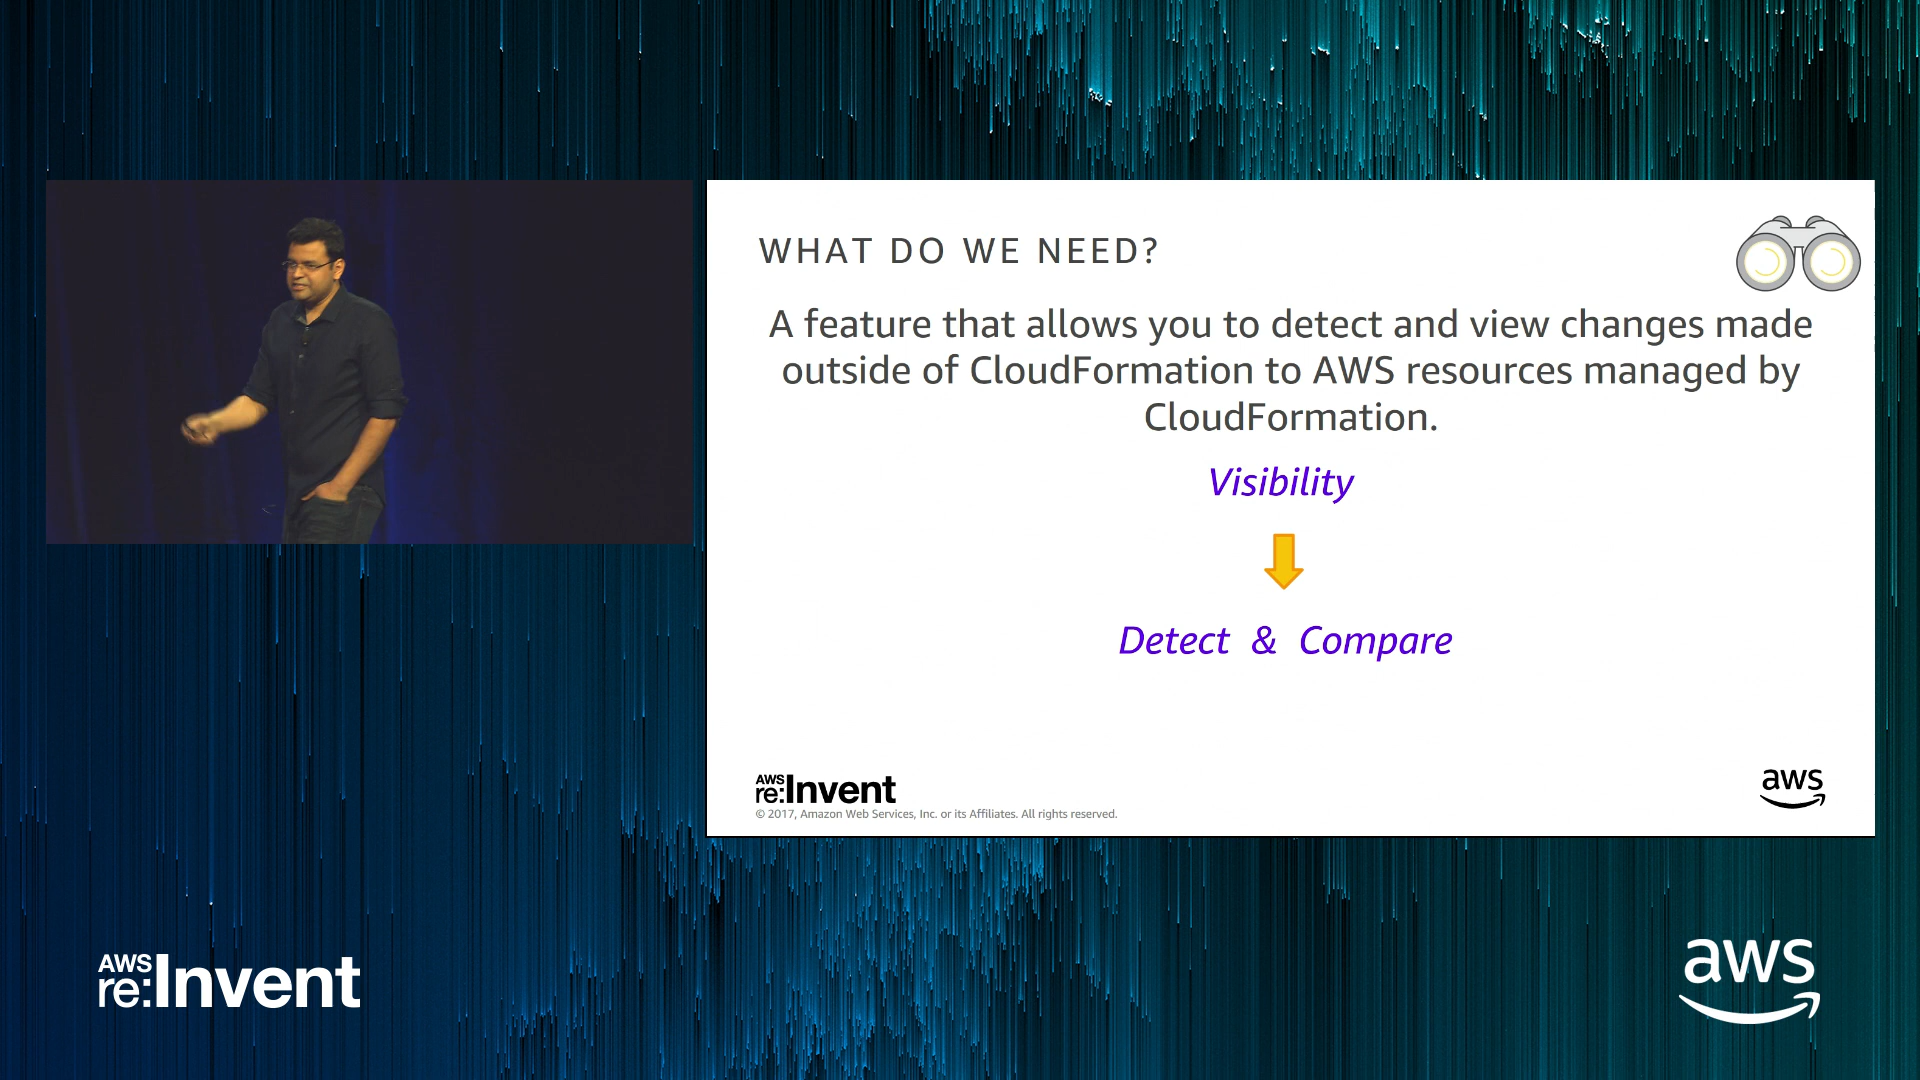 WHAT DO WE NEED?
A feature that allows you to detect and view changes made
outside of CloudFormation to AWS resources managed by
CloudFormation.
Visibility
Detect & Compare
AWS
re:Invent
© 2017, Amazon Web Services, Inc. or its Affiliates. All rights reserved.
aws
AWS
re:Invent
aws